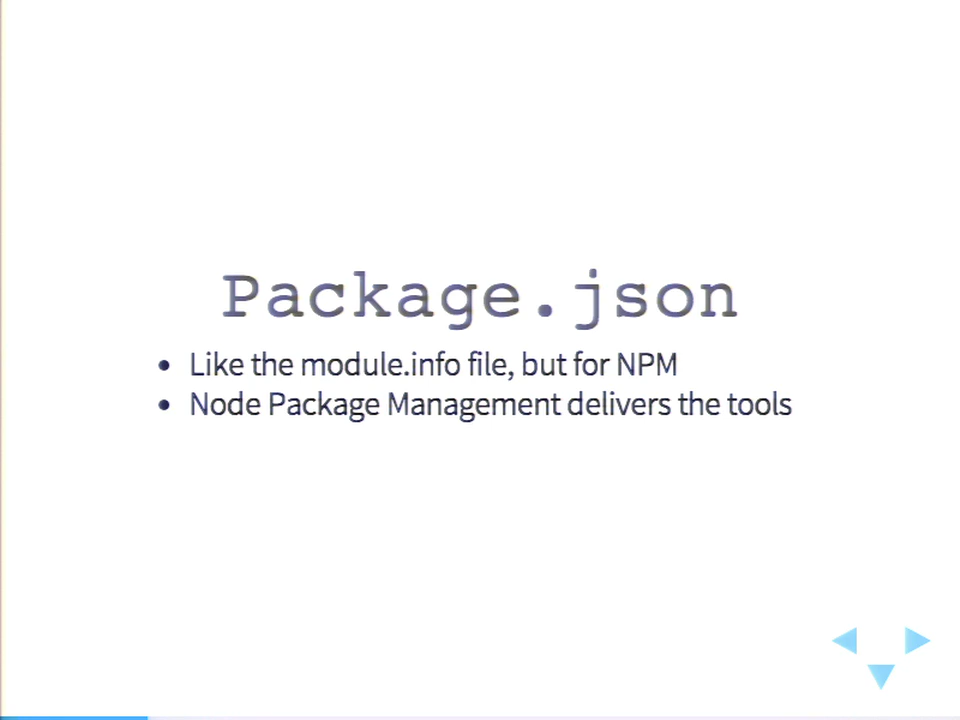 Package.json
• Like the module.info file, but for NPM
• Node Package Management delivers the tools